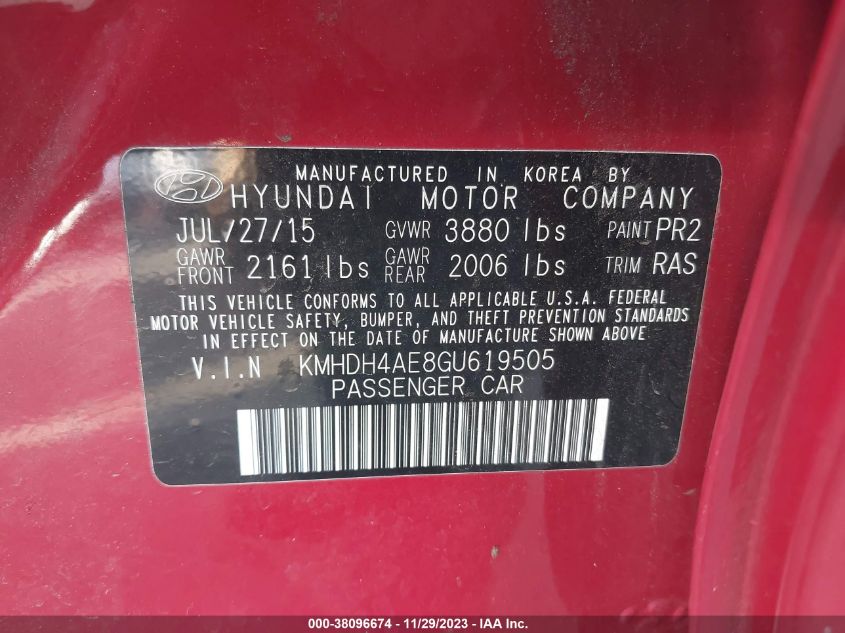 MANUFACTURED IN KOREA BY
HYUNDAI MOTOR COMPANY
JUL/27/15 GVWR 3880 lbs PAINT PR2
GAWR FRONT 2161 lbs GAWR REAR 2006 lbs TRIM RAS
THIS VEHICLE CONFORMS TO ALL APPLICABLE U.S.A. FEDERAL
MOTOR VEHICLE SAFETY, BUMPER, AND THEFT PREVENTION STANDARDS
IN EFFECT ON THE DATE OF MANUFACTURE SHOWN ABOVE
V.I.N KMHDH4AE8GU619505
PASSENGER CAR
000-38096674 - 11/29/2023 - IAA Inc.